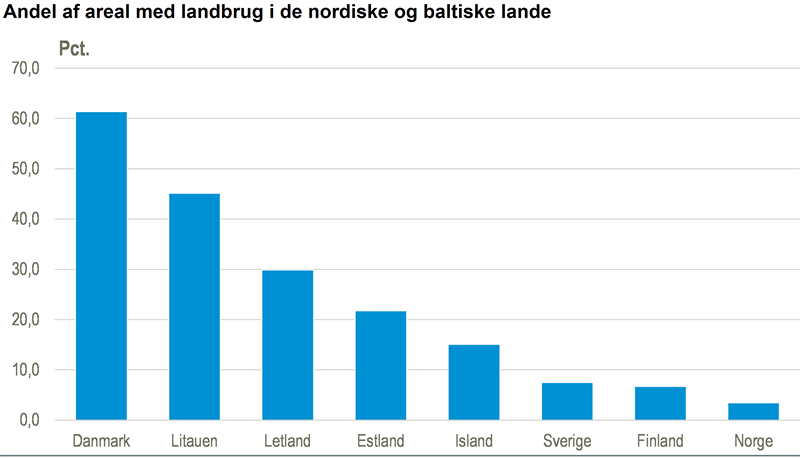 Andel af areal med landbrug i de nordiske og baltiske lande
Pct.
70,0
60,0
50,0
40,0
30,0
20,0
10,0
0,0
Danmark Litauen Letland Estland Island Sverige Finland Norge